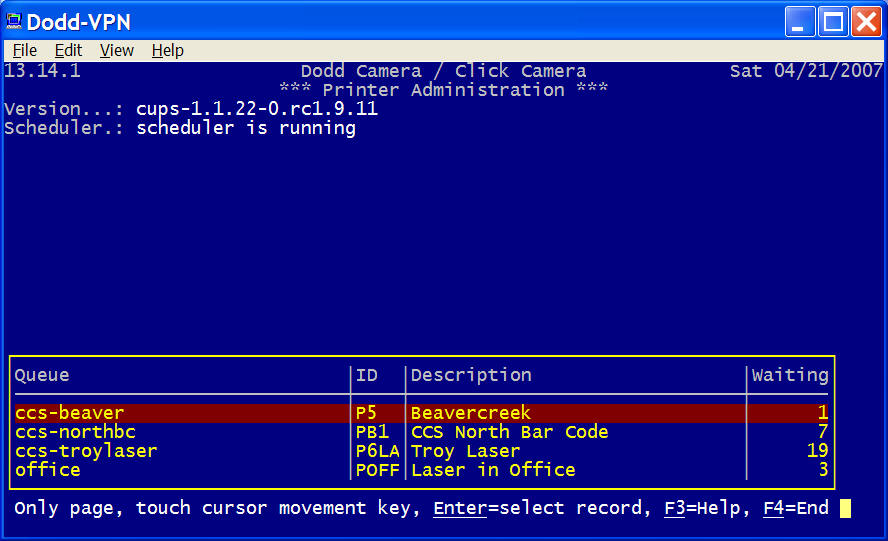 Dodd-VPN
File Edit View Help
13.14.1 Dodd Camera / Click Camera Sat 04/21/2007
*** Printer Administration ***
Version...: cups-1.1.22-0.rc1.9.11
Scheduler.: scheduler is running
Queue ID Description Waiting
ccs-beaver P5 Beavercreek 1
ccs-northbc PB1 CCS North Bar Code 7
ccs-troylaser P6LA Troy Laser 19
office POFF Laser in Office 3
Only page, touch cursor movement key, Enter=select record, F3=Help, F4=End